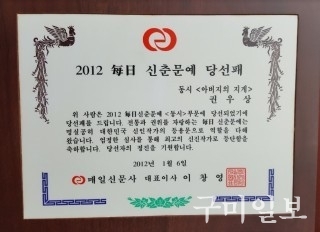 2012 每日 신춘문예 당선패
동시 <아버지의 지게>
권우상
위 사람은 2012 每日신춘문예 <동시>부문에 당선되었기에
당선패를 드립니다. 전통과 권위를 자랑하는 每日신춘문예는
명실공히 대한민국 신인작가의 등용문으로 역할을 다해
왔습니다. 엄정한 심사를 통해 최고의 신인작가로 등단함을
축하합니다. 당선자의 정진을 기원합니다.
2012년 1월 6일
매일신문사 대표이사 이창영
구미일보